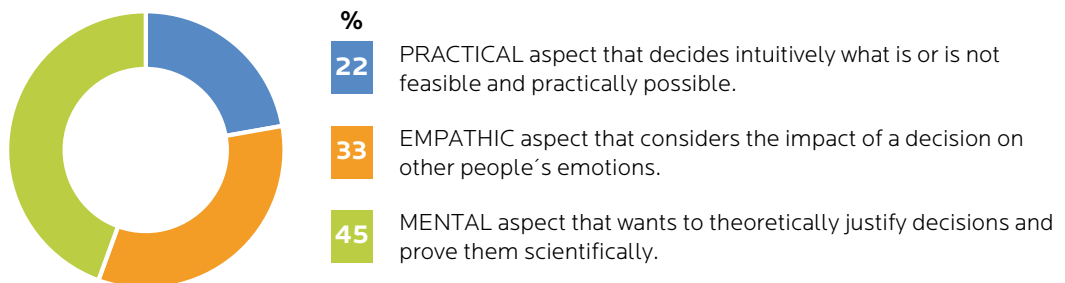 %
22
PRACTICAL aspect that decides intuitively what is or is not
feasible and practically possible.
33
EMPATHIC aspect that considers the impact of a decision on
other people´s emotions.
45
MENTAL aspect that wants to theoretically justify decisions and
prove them scientifically.